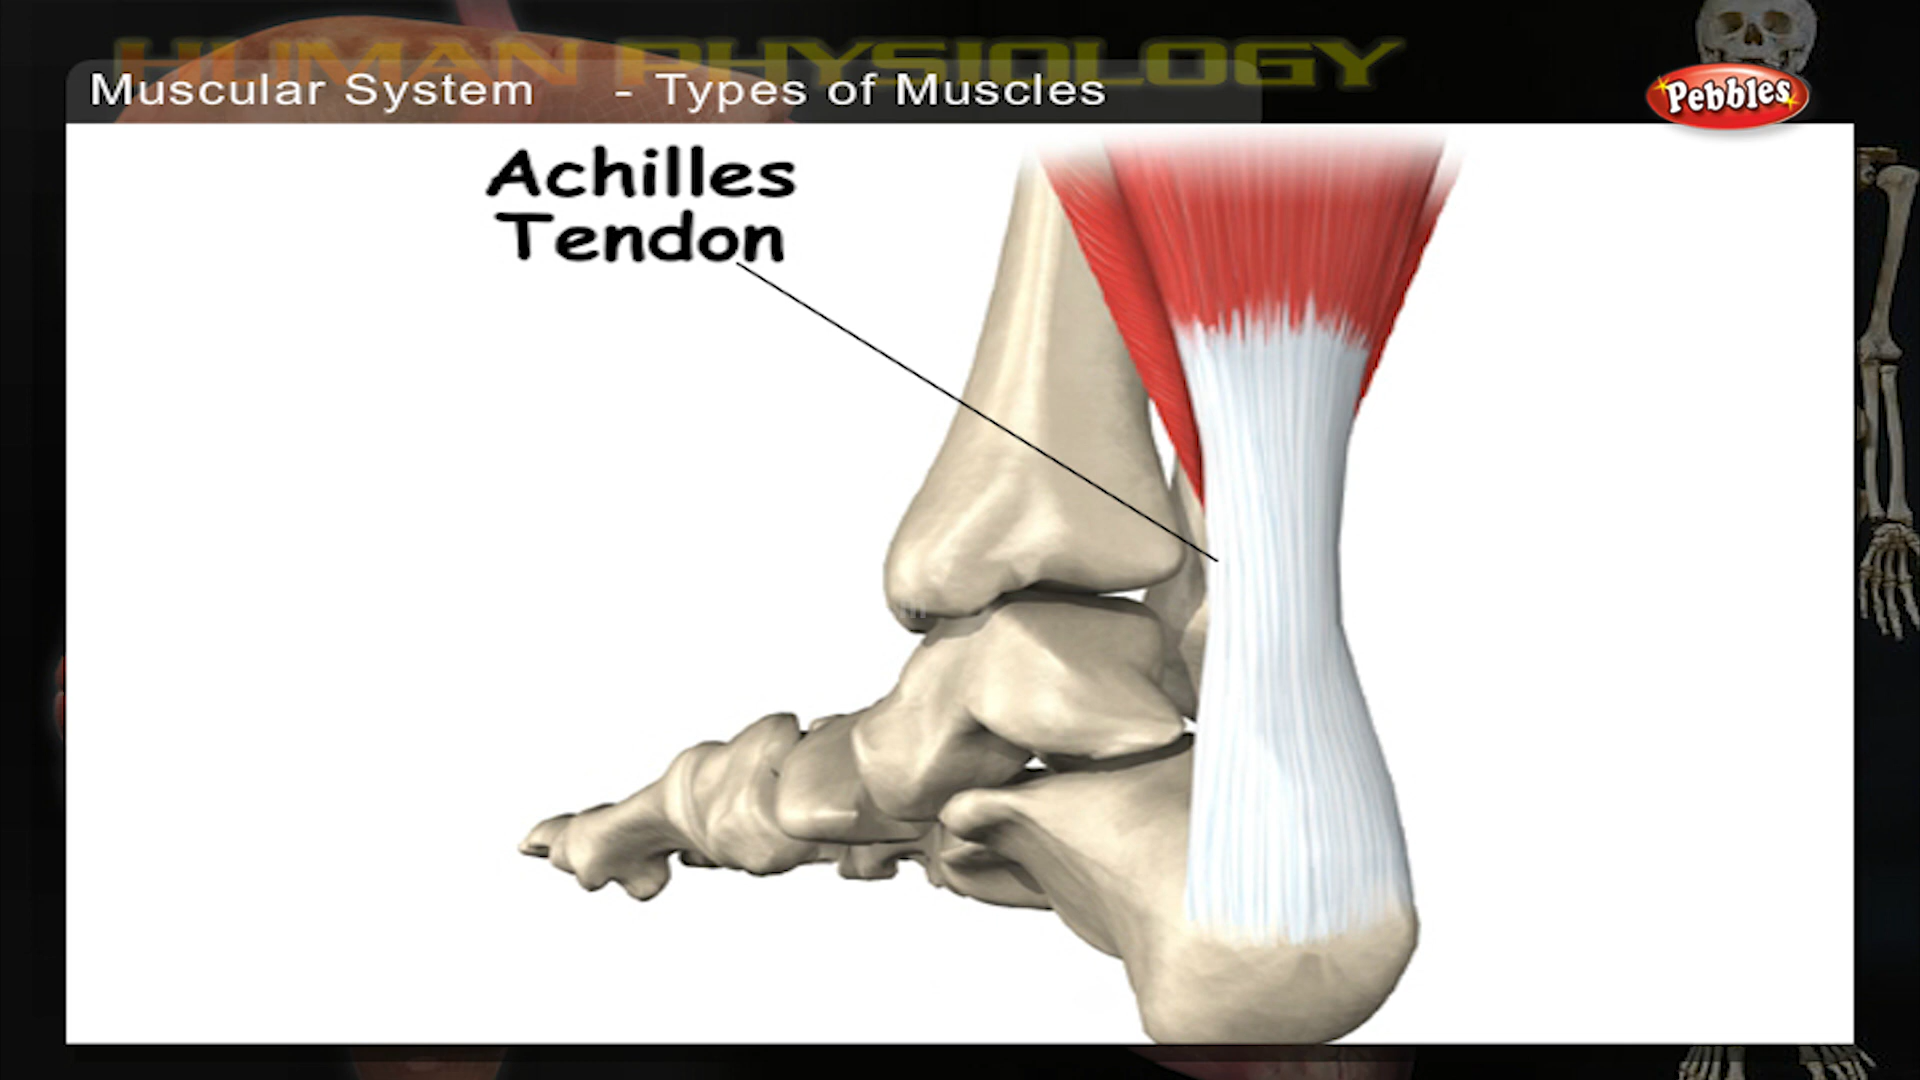 HUMAN PHYSIOLOGY
Muscular System - Types of Muscles
Pebbles
Achilles
Tendon